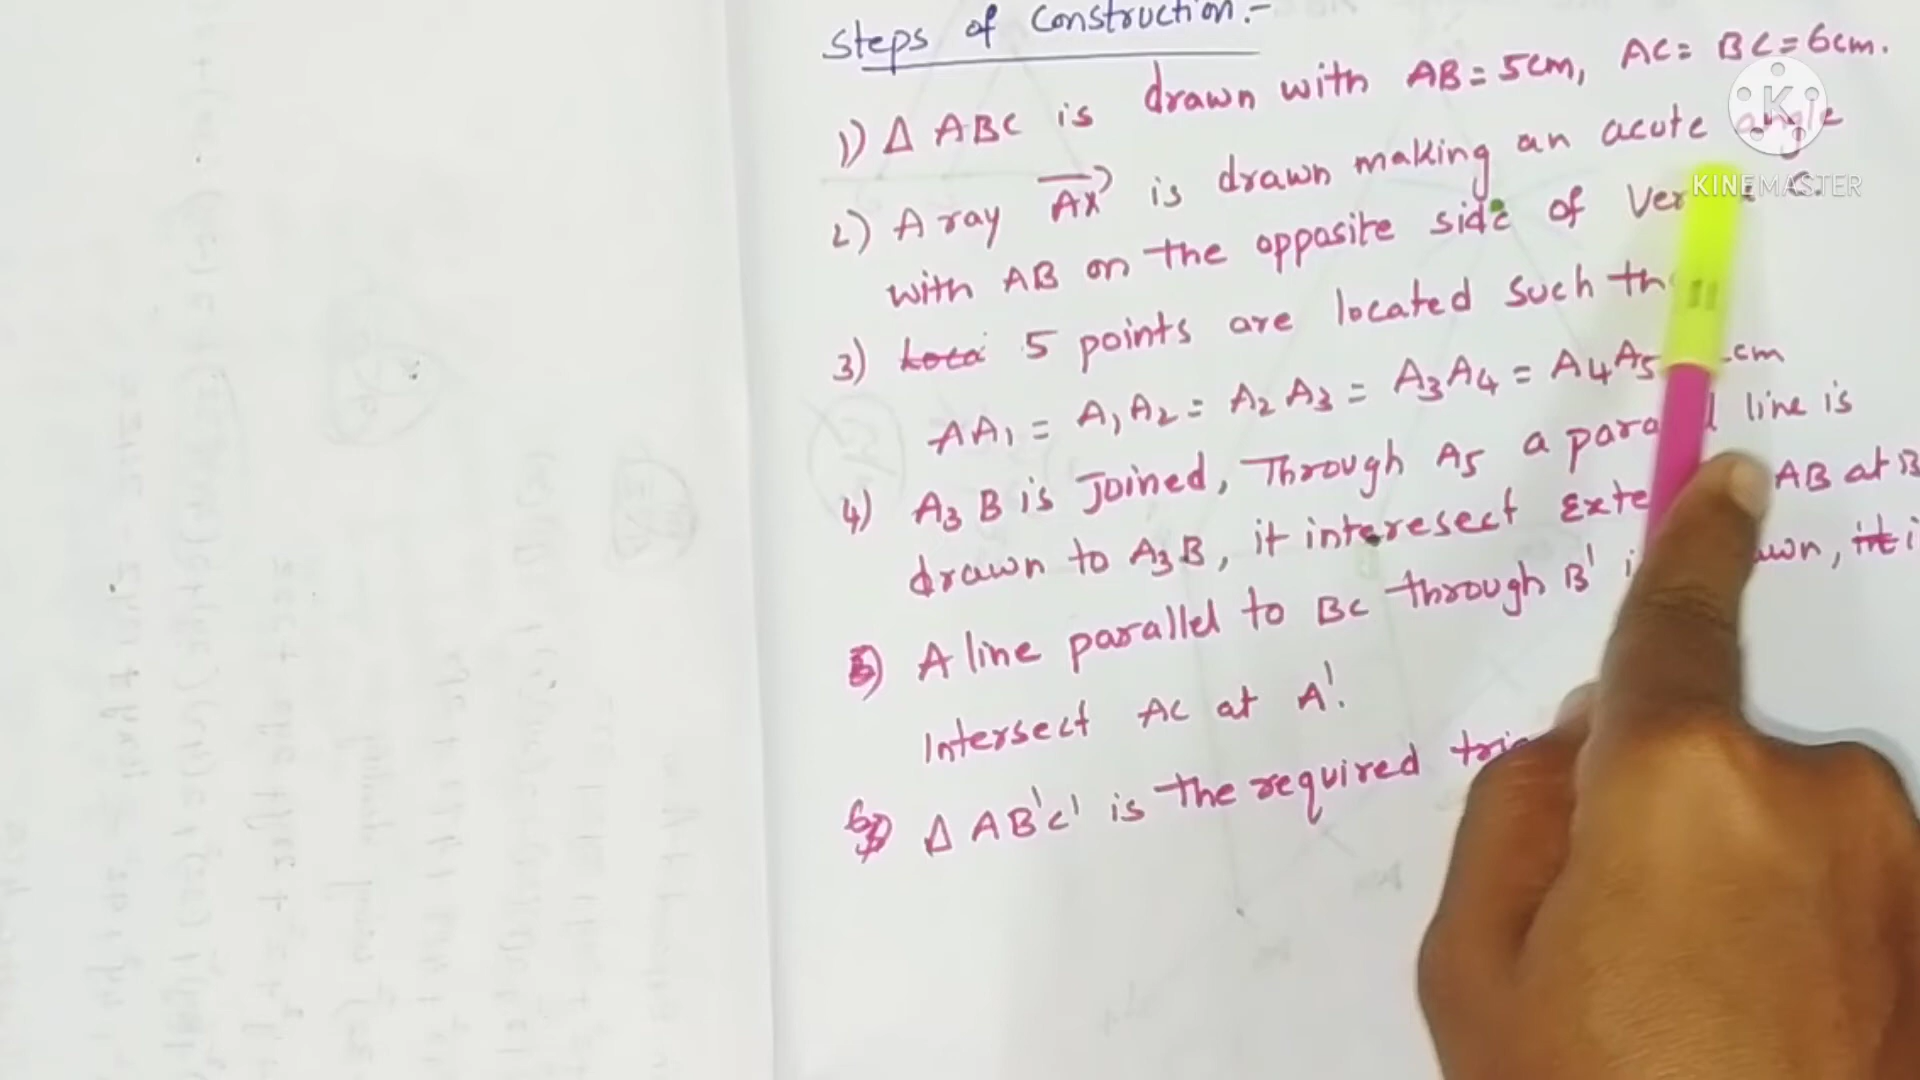 Steps of Construction:-
1) Δ ABC is drawn with AB = 5cm, AC = BC = 6cm.
2) A ray AX is drawn making an acute angle
with AB on the opposite side of
3) 5 points are located such
AA₁ = A₁A₂ = A₂A₃ = A₃A₄ = A₄A₅ cm
4) A₃B is Joined, Through A₅ a line is
drawn to A₃B, it interesect AB at B
5) A line parallel to BC through B'
Intersect AC at A'.
6) Δ AB'C' is the required
K
KINEMASTER